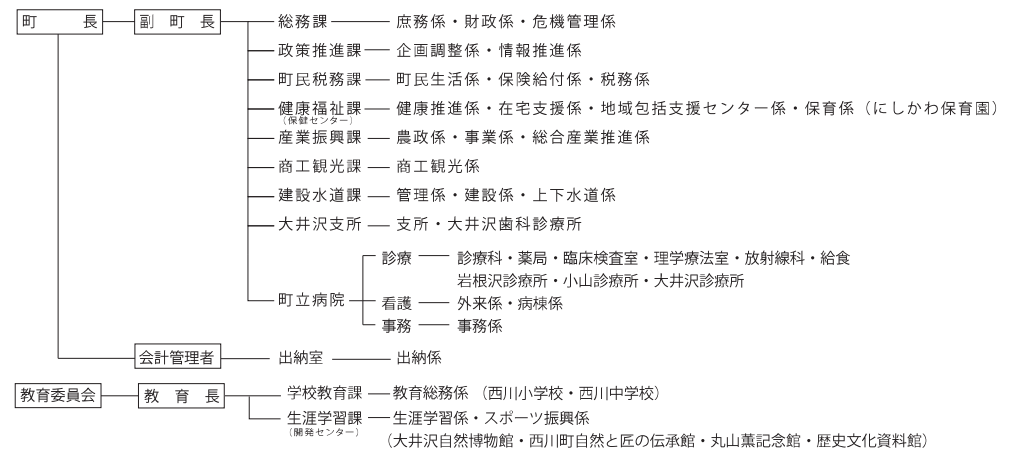 町　長　副　町　長　総務課　庶務係・財政係・危機管理係
政策推進課　企画調整係・情報推進係
町民税務課　町民生活係・保険給付係・税務係
健康福祉課　健康推進係・在宅支援係・地域包括支援センター係・保育係（にしかわ保育園）
（保健センター）
産業振興課　農政係・事業係・総合産業推進係
商工観光課　商工観光係
建設水道課　管理係・建設係・上下水道係
大井沢支所　支所・大井沢歯科診療所
診療　診療科・薬局・臨床検査室・理学療法室・放射線科・給食
岩根沢診療所・小山診療所・大井沢診療所
町立病院　看護　外来係・病棟係
事務　事務係
会計管理者　出納室　出納係
教育委員会　教　育　長　学校教育課　教育総務係　（西川小学校・西川中学校）
生涯学習課　生涯学習係・スポーツ振興係
（開発センター）
（大井沢自然博物館・西川町自然と匠の伝承館・丸山薫記念館・歴史文化資料館）